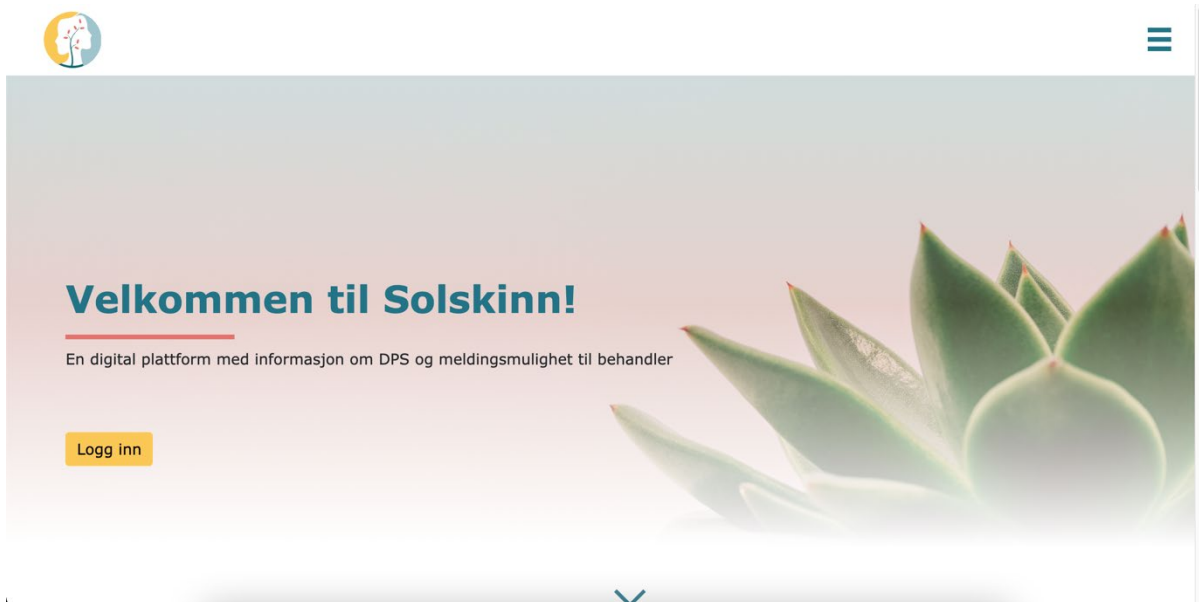 Velkommen til Solskinn!
En digital plattform med informasjon om DPS og meldingsmulighet til behandler
Logg inn